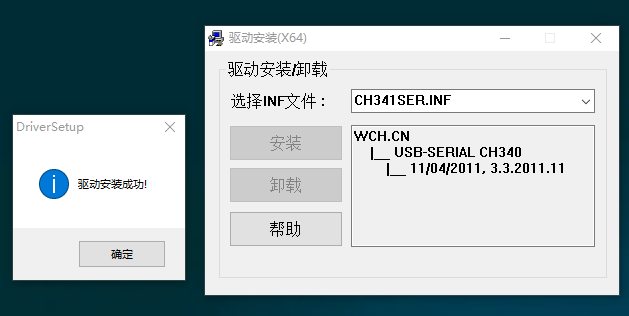 驱动安装(X64)
驱动安装/卸载
选择INF文件：
CH341SER.INF
安装
卸载
帮助
WCH.CN
|__ USB-SERIAL CH340
|__ 11/04/2011, 3.3.2011.11
DriverSetup
驱动安装成功!
确定